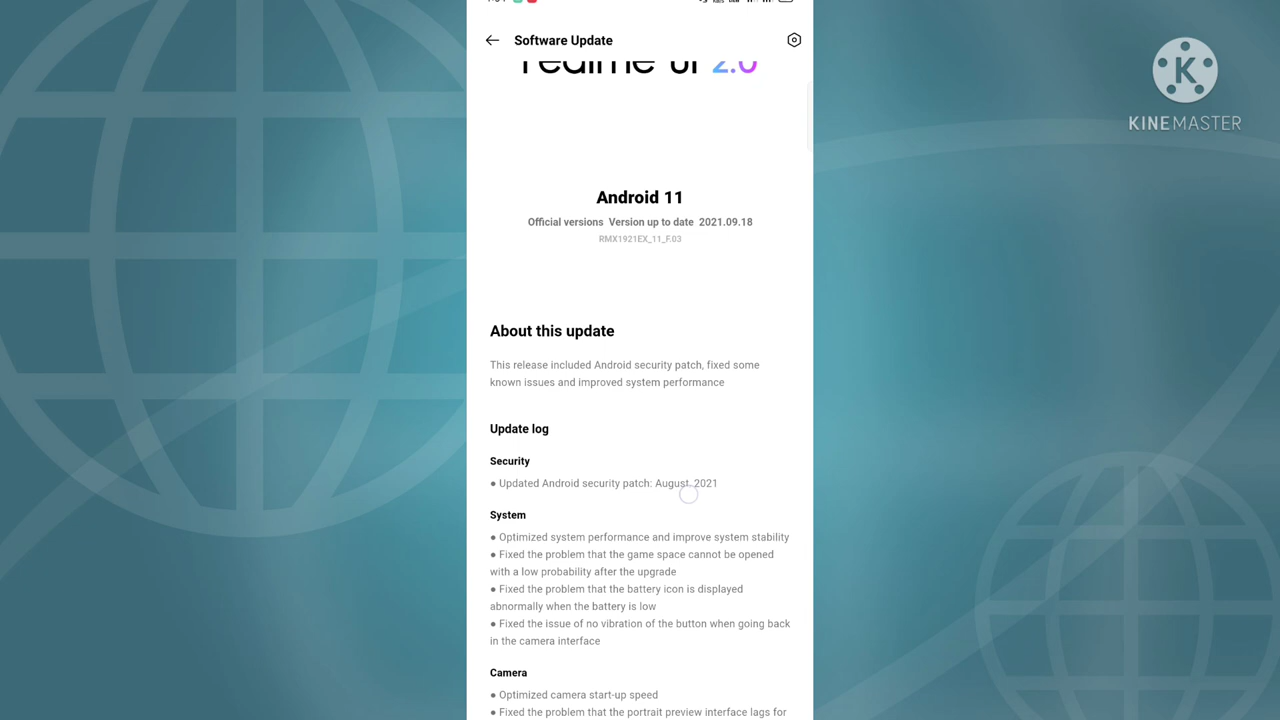 Software Update
realme UI 2.0
K
KINEMASTER
Android 11
Official versions Version up to date 2021.09.18
RMX1921EX_11_F.03
About this update
This release included Android security patch, fixed some
known issues and improved system performance
Update log
Security
● Updated Android security patch: August 2021
System
● Optimized system performance and improve system stability
● Fixed the problem that the game space cannot be opened
with a low probability after the upgrade
● Fixed the problem that the battery icon is displayed
abnormally when the battery is low
● Fixed the issue of no vibration of the button when going back
in the camera interface
Camera
● Optimized camera start-up speed
● Fixed the problem that the portrait preview interface lags for